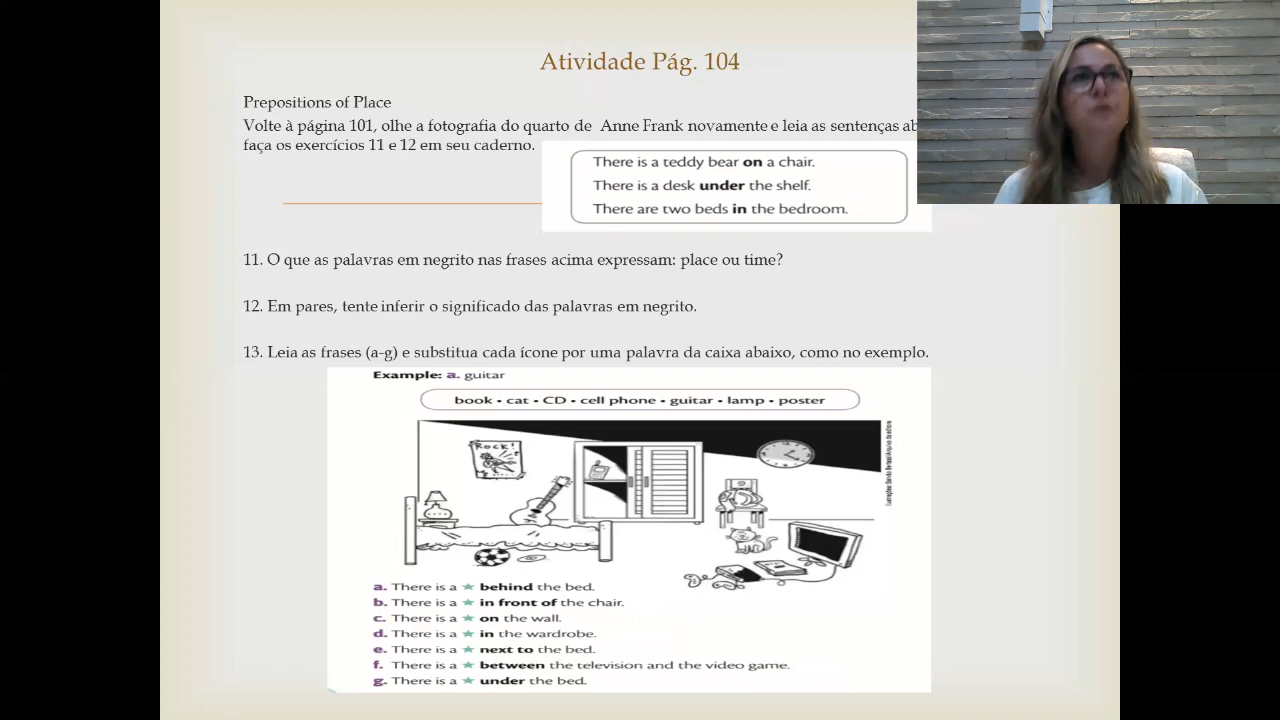 Atividade Pág. 104
Prepositions of Place
Volte à página 101, olhe a fotografia do quarto de Anne Frank novamente e leia as sentenças ab
faça os exercícios 11 e 12 em seu caderno.
There is a teddy bear on a chair.
There is a desk under the shelf.
There are two beds in the bedroom.
11. O que as palavras em negrito nas frases acima expressam: place ou time?
12. Em pares, tente inferir o significado das palavras em negrito.
13. Leia as frases (a-g) e substitua cada ícone por uma palavra da caixa abaixo, como no exemplo.
Example: a. guitar
book • cat • CD • cell phone • guitar • lamp • poster
ROCK!
a. There is a ★ behind the bed.
b. There is a ★ in front of the chair.
c. There is a ★ on the wall.
d. There is a ★ in the wardrobe.
e. There is a ★ next to the bed.
f. There is a ★ between the television and the video game.
g. There is a ★ under the bed.